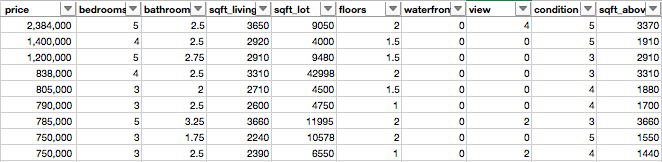 price bedrooms bathroom sqft_living sqft_lot floors waterfron view condition sqft_abov
2,384,000 5 2.5 3650 9050 2 0 4 5 3370
1,400,000 4 2.5 2920 4000 1.5 0 0 5 1910
1,200,000 5 2.75 2910 9480 1.5 0 0 3 2910
838,000 4 2.5 3310 42998 2 0 0 3 3310
805,000 3 2 2710 4500 1.5 0 0 4 1880
790,000 3 2.5 2600 4750 1 0 0 4 1700
785,000 5 3.25 3660 11995 2 0 2 3 3660
750,000 3 1.75 2240 10578 2 0 0 5 1550
750,000 3 2.5 2390 6550 1 0 2 4 1440